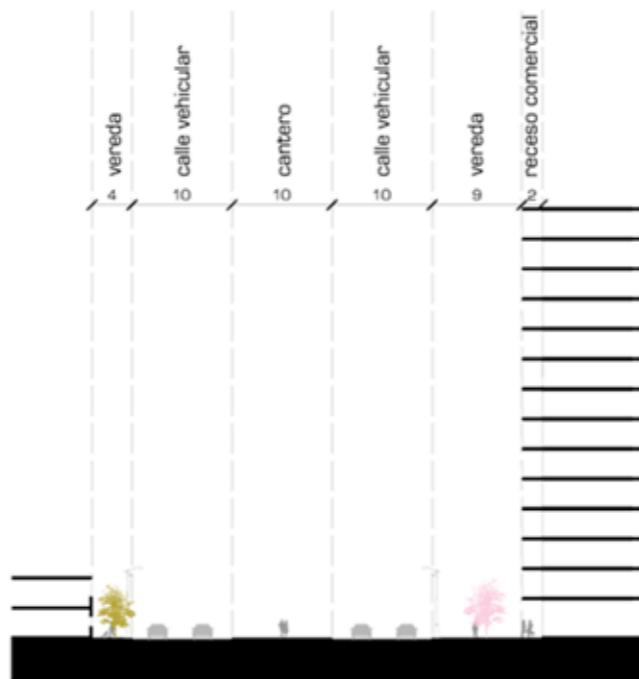 vereda
calle vehicular
cantero
calle vehicular
vereda
receso comercial
4
10
10
10
9
2